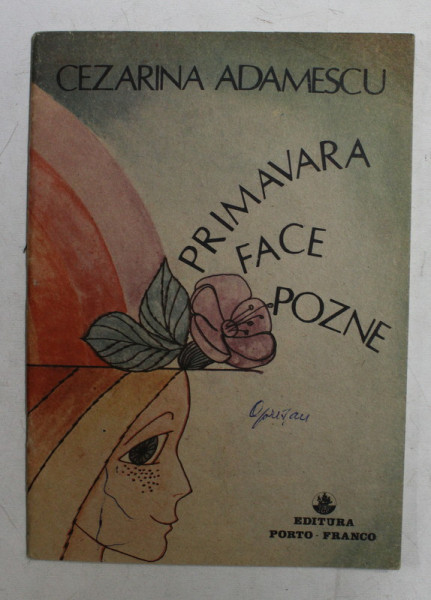 CEZARINA ADAMESCU
PRIMAVARA
FACE
POZNE
EDITURA
PORTO-FRANCO